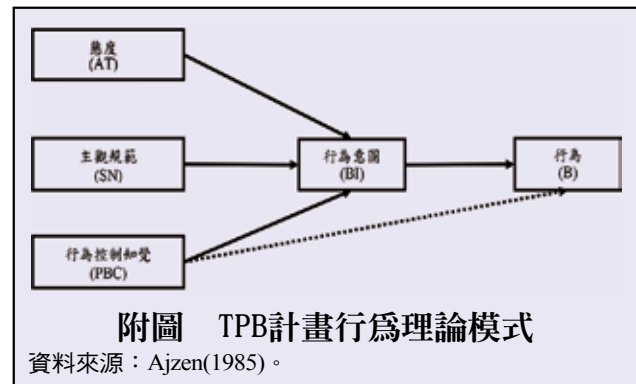 態度
(AT)
主觀規範
(SN)
行為意圖
(BI)
行為
(B)
行為控制知覺
(PBC)
附圖　TPB計畫行為理論模式
資料來源：Ajzen(1985)。